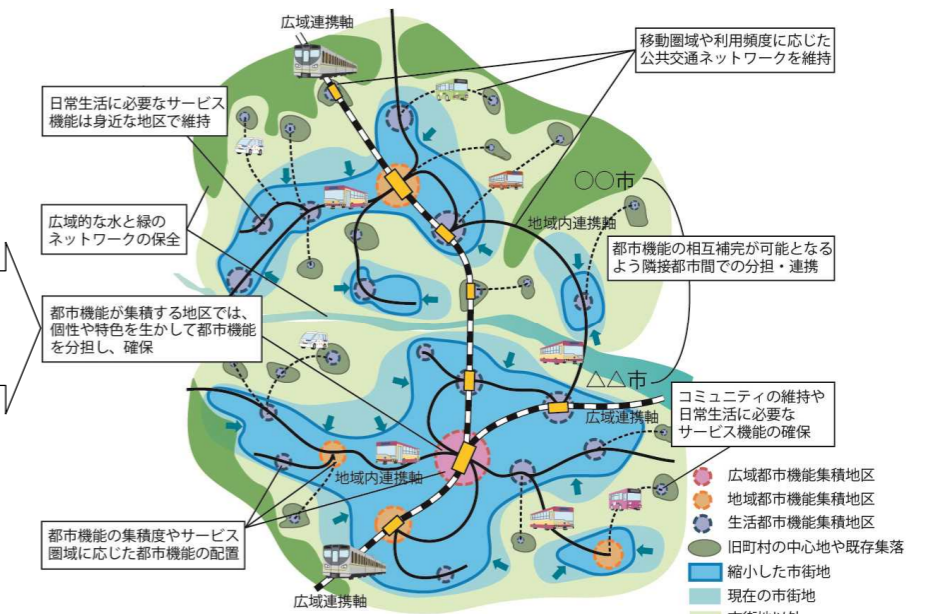 広域連携軸
移動圏域や利用頻度に応じた
公共交通ネットワークを維持
日常生活に必要なサービス
機能は身近な地区で維持
○○市
広域的な水と緑の
ネットワークの保全
地域内連携軸
都市機能の相互補完が可能となる
よう隣接都市間での分担・連携
都市機能が集積する地区では、
個性や特色を生かして都市機能
を分担し、確保
△△市
コミュニティの維持や
日常生活に必要な
サービス機能の確保
広域連携軸
地域内連携軸
都市機能の集積度やサービス
圏域に応じた都市機能の配置
広域連携軸
広域都市機能集積地区
地域都市機能集積地区
生活都市機能集積地区
旧町村の中心地や既存集落
縮小した市街地
現在の市街地